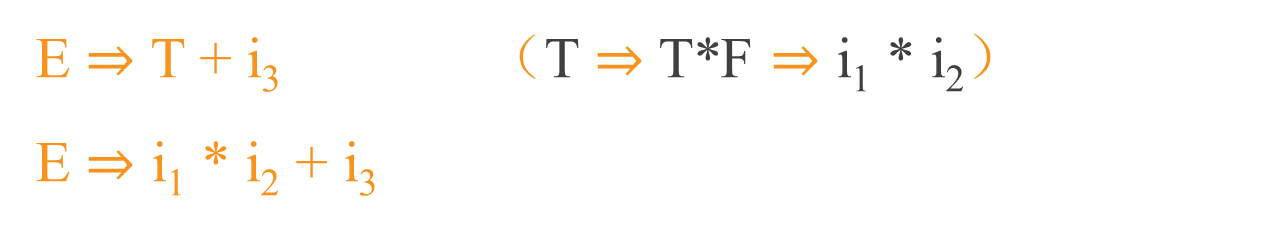 E ⇒ T + i₃ （T ⇒ T*F ⇒ i₁ * i₂）
E ⇒ i₁ * i₂ + i₃